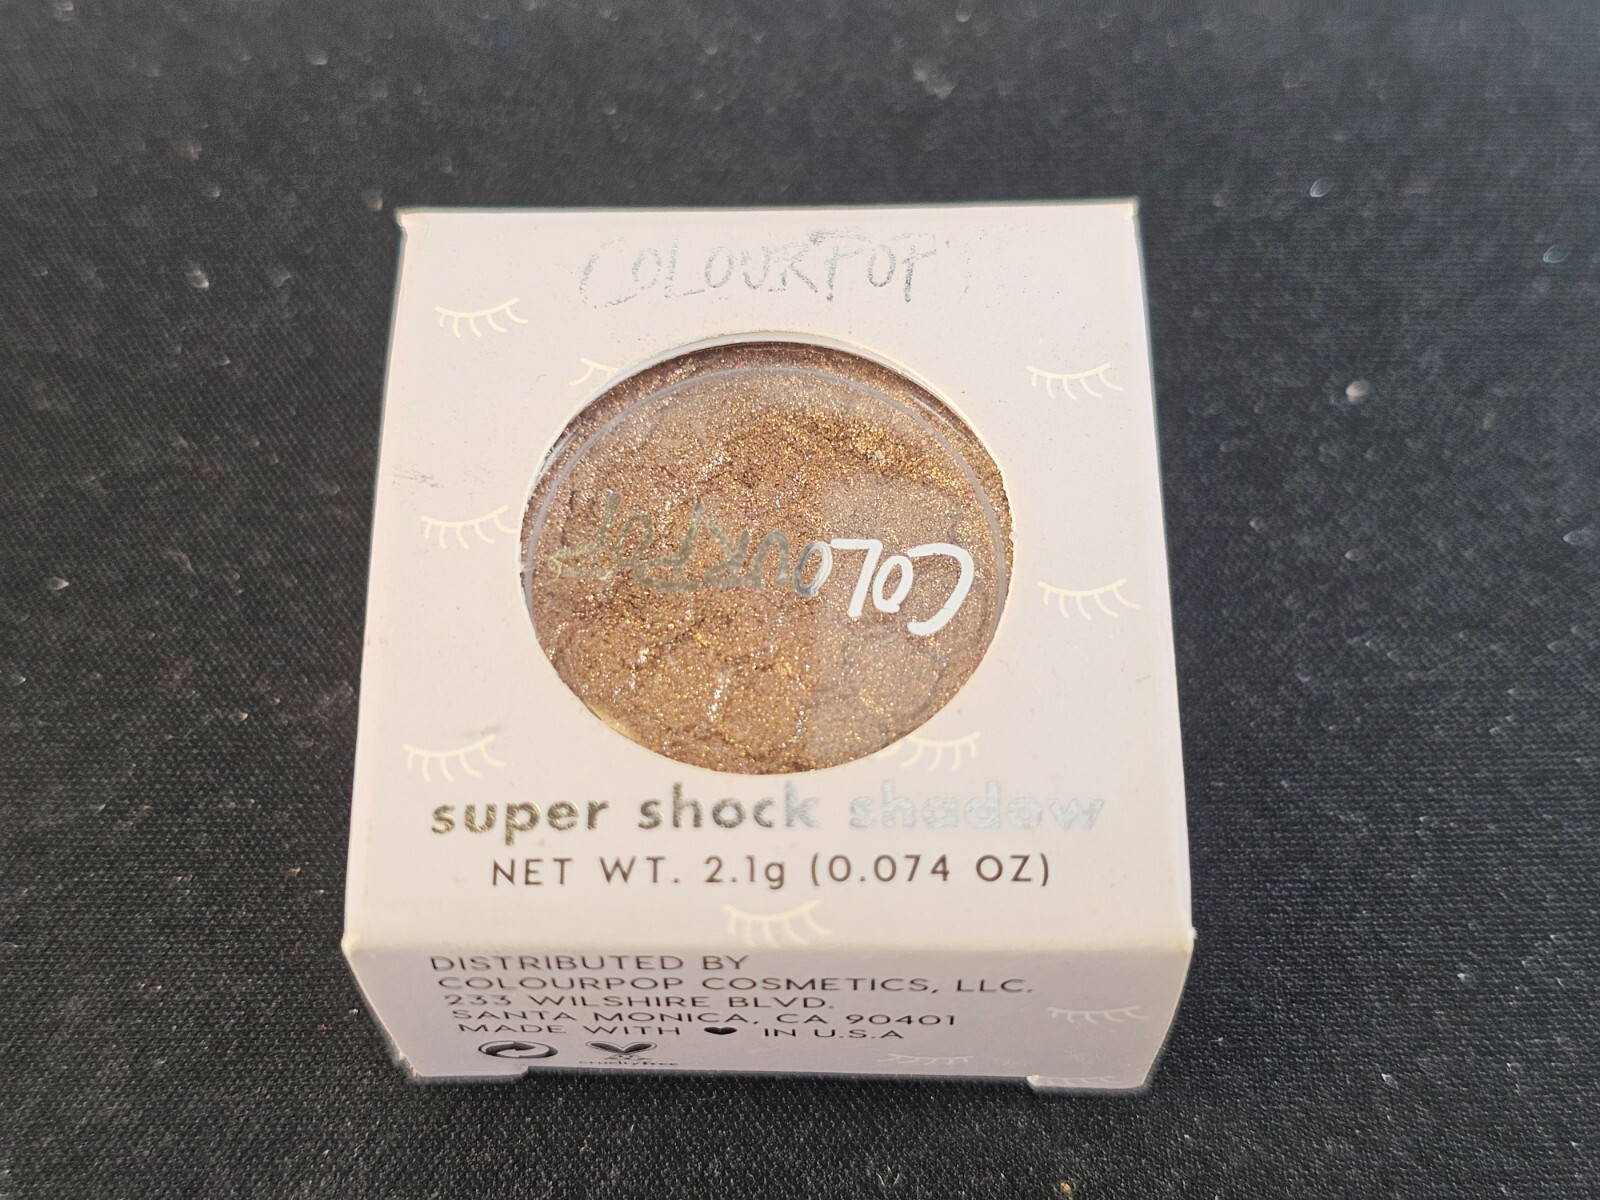 COLOURPOP
COLOURPOP
super shock shadow
NET WT. 2.1g (0.074 OZ)
DISTRIBUTED BY
COLOURPOP COSMETICS, LLC.
233 WILSHIRE BLVD.
SANTA MONICA, CA 90401
MADE WITH ♥ IN U.S.A
crueltyfree